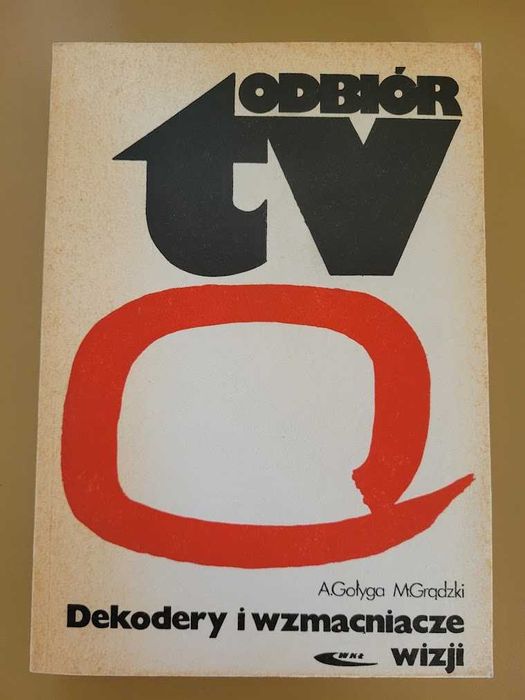 ODBIÓR
tv
A.Gołyga M.Grądzki
Dekodery i wzmacniacze
WKŁ wizji